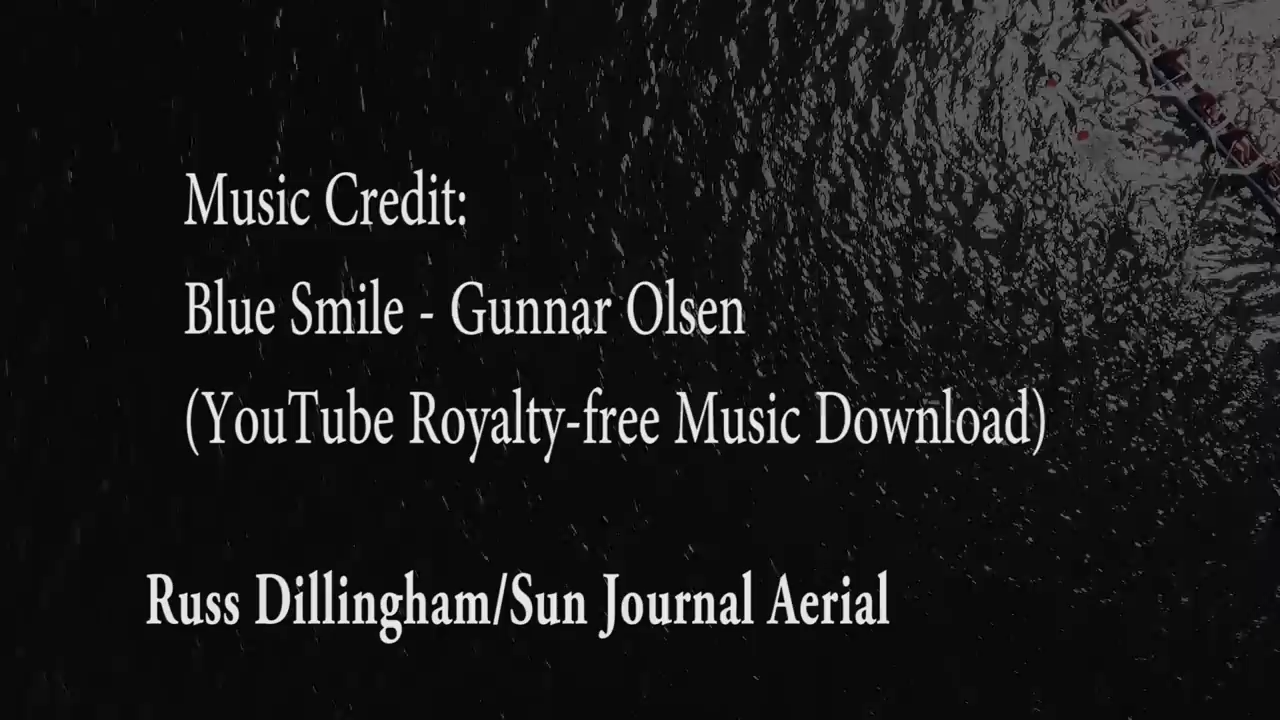 Music Credit:
Blue Smile - Gunnar Olsen
(YouTube Royalty-free Music Download)
Russ Dillingham/Sun Journal Aerial